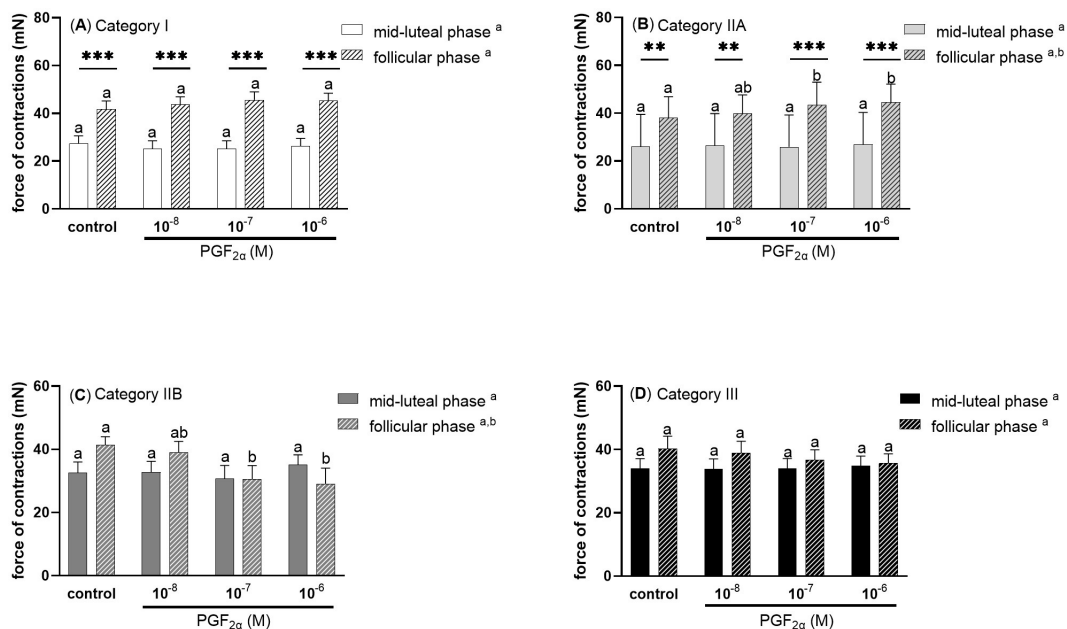 (A) Category I
mid-luteal phase ᵃ
follicular phase ᵃ
force of contractions (mN)
80
60
40
20
0
*** *** *** ***
a a a a a a a a
control 10⁻⁸ 10⁻⁷ 10⁻⁶
PGF₂α (M)
(B) Category IIA
mid-luteal phase ᵃ
follicular phase ᵃ,ᵇ
force of contractions (mN)
80
60
40
20
0
** ** *** ***
a a a ab a b a b
control 10⁻⁸ 10⁻⁷ 10⁻⁶
PGF₂α (M)
(C) Category IIB
mid-luteal phase ᵃ
follicular phase ᵃ,ᵇ
force of contractions (mN)
60
40
20
0
a a a ab a b a b
control 10⁻⁸ 10⁻⁷ 10⁻⁶
PGF₂α (M)
(D) Category III
mid-luteal phase ᵃ
follicular phase ᵃ
force of contractions (mN)
60
40
20
0
a a a a a a a a
control 10⁻⁸ 10⁻⁷ 10⁻⁶
PGF₂α (M)